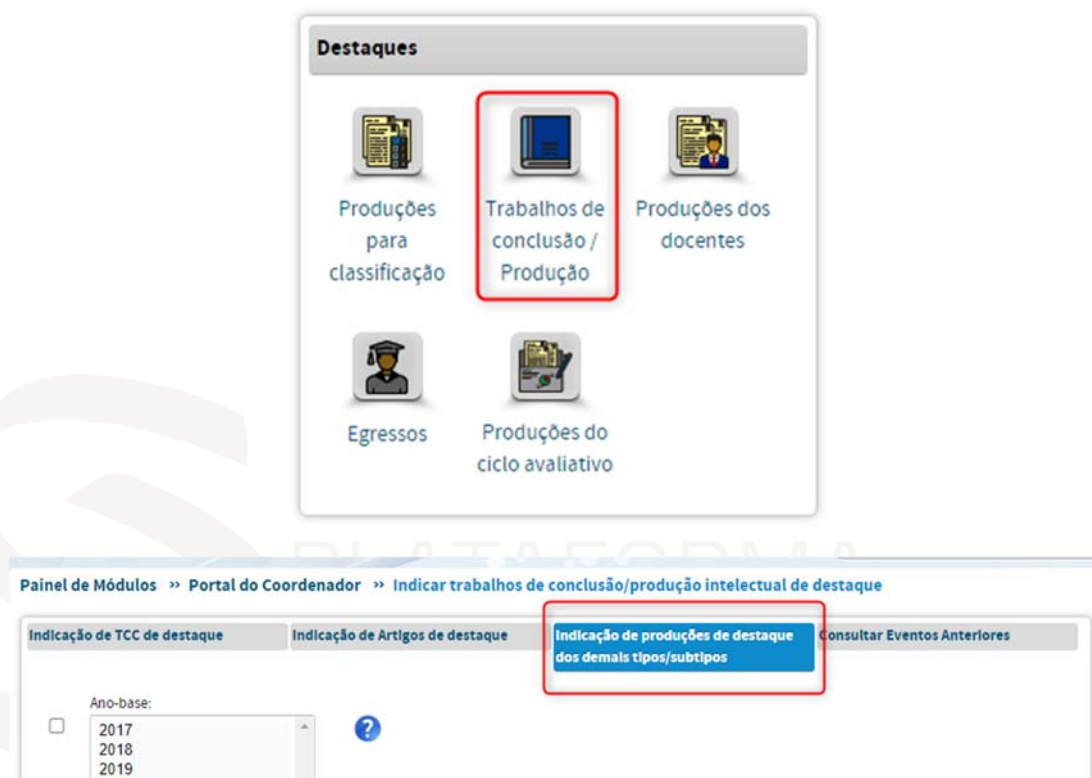 Destaques
Produções
para
classificação
Trabalhos de
conclusão /
Produção
Produções dos
docentes
Egressos
Produções do
ciclo avaliativo
PLATAFORMA
Painel de Módulos » Portal do Coordenador » Indicar trabalhos de conclusão/produção intelectual de destaque
Indicação de TCC de destaque
Indicação de Artigos de destaque
Indicação de produções de destaque
dos demais tipos/subtipos
Consultar Eventos Anteriores
Ano-base:
2017
2018
2019
?